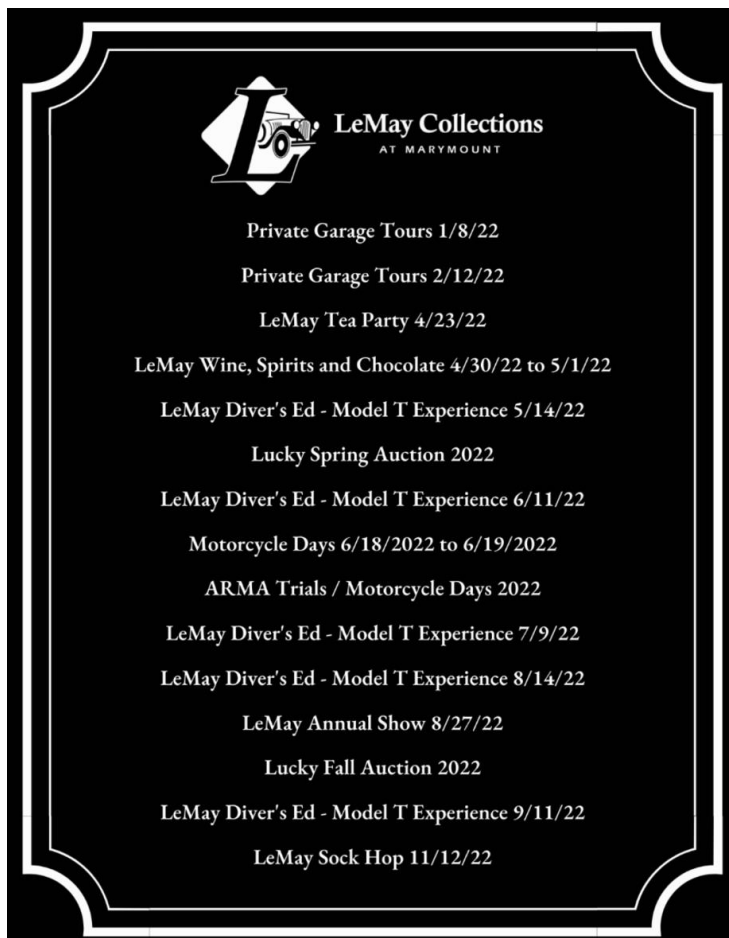 L
LeMay Collections
AT MARYMOUNT
Private Garage Tours 1/8/22
Private Garage Tours 2/12/22
LeMay Tea Party 4/23/22
LeMay Wine, Spirits and Chocolate 4/30/22 to 5/1/22
LeMay Diver's Ed - Model T Experience 5/14/22
Lucky Spring Auction 2022
LeMay Diver's Ed - Model T Experience 6/11/22
Motorcycle Days 6/18/2022 to 6/19/2022
ARMA Trials / Motorcycle Days 2022
LeMay Diver's Ed - Model T Experience 7/9/22
LeMay Diver's Ed - Model T Experience 8/14/22
LeMay Annual Show 8/27/22
Lucky Fall Auction 2022
LeMay Diver's Ed - Model T Experience 9/11/22
LeMay Sock Hop 11/12/22